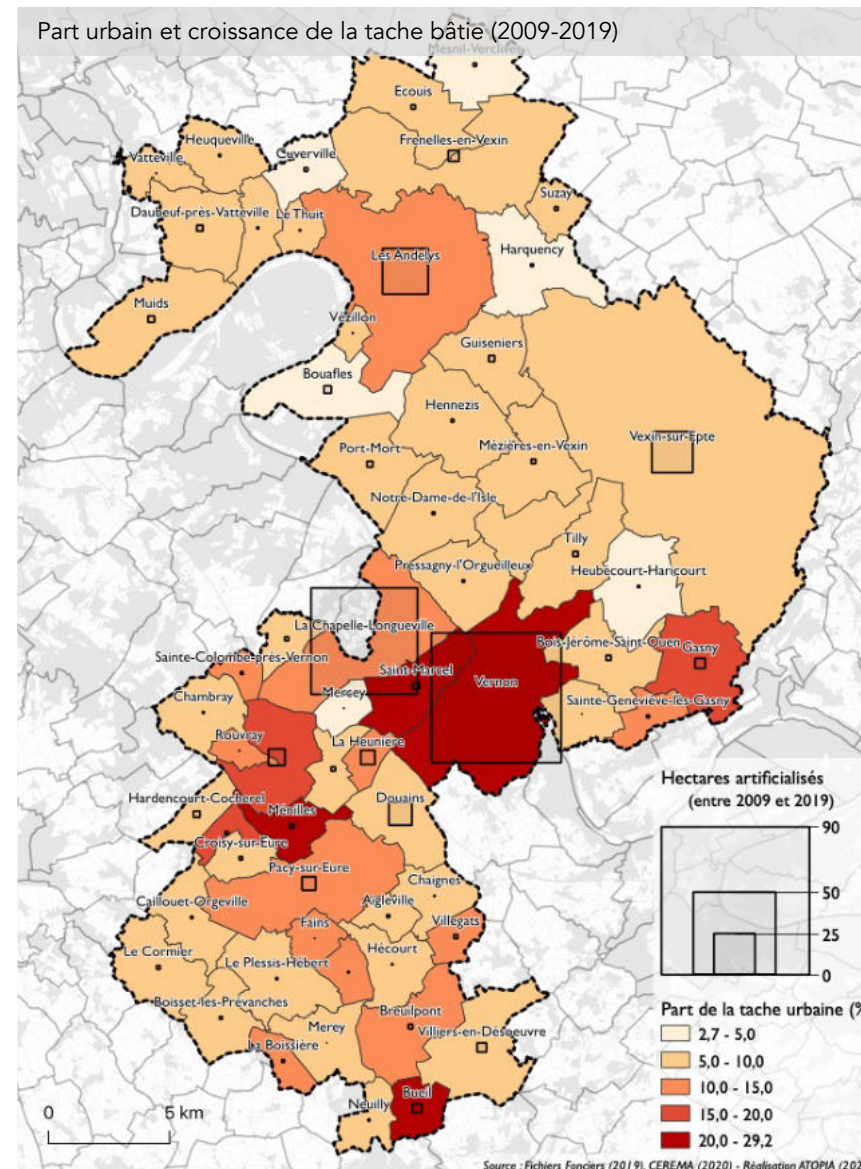 Part urbain et croissance de la tache bâtie (2009-2019)
Mesnil-Verclives
Ecouis
Heuqueville
Frenelles-en-Vexin
Vatteville
Cuverville
Suzay
Daubeuf-près-Vatteville
Le Thuit
Les Andelys
Harquency
Muids
Vézillon
Guiseniers
Bouafles
Hennezis
Vexin-sur-Epte
Port-Mort
Mézières-en-Vexin
Notre-Dame-de-l'Isle
Tilly
Pressagny-l'Orgueilleux
Heubécourt-Haricourt
La Chapelle-Longueville
Bois-Jérôme-Saint-Ouen
Gasny
Sainte-Colombe-près-Vernon
Saint-Marcel
Vernon
Chambray
Mercey
Sainte-Geneviève-lès-Gasny
Rouvray
La Heunière
Hardencourt-Cocherel
Douains
Ménilles
Croisy-sur-Eure
Pacy-sur-Eure
Chaignes
Caillouet-Orgeville
Aigleville
Fains
Villegats
Le Cormier
Le Plessis-Hébert
Hécourt
Boisset-les-Prévanches
Breuilpont
Merey
Villiers-en-Désoeuvre
La Boissière
Bueil
Neuilly
Hectares artificialisés
(entre 2009 et 2019)
90
50
25
0
Part de la tache urbaine (%
2,7 - 5,0
5,0 - 10,0
10,0 - 15,0
15,0 - 20,0
20,0 - 29,2
0 5 km
Source : Fichiers Fonciers (2019), CEREMA (2020) - Réalisation ATOPIA (202